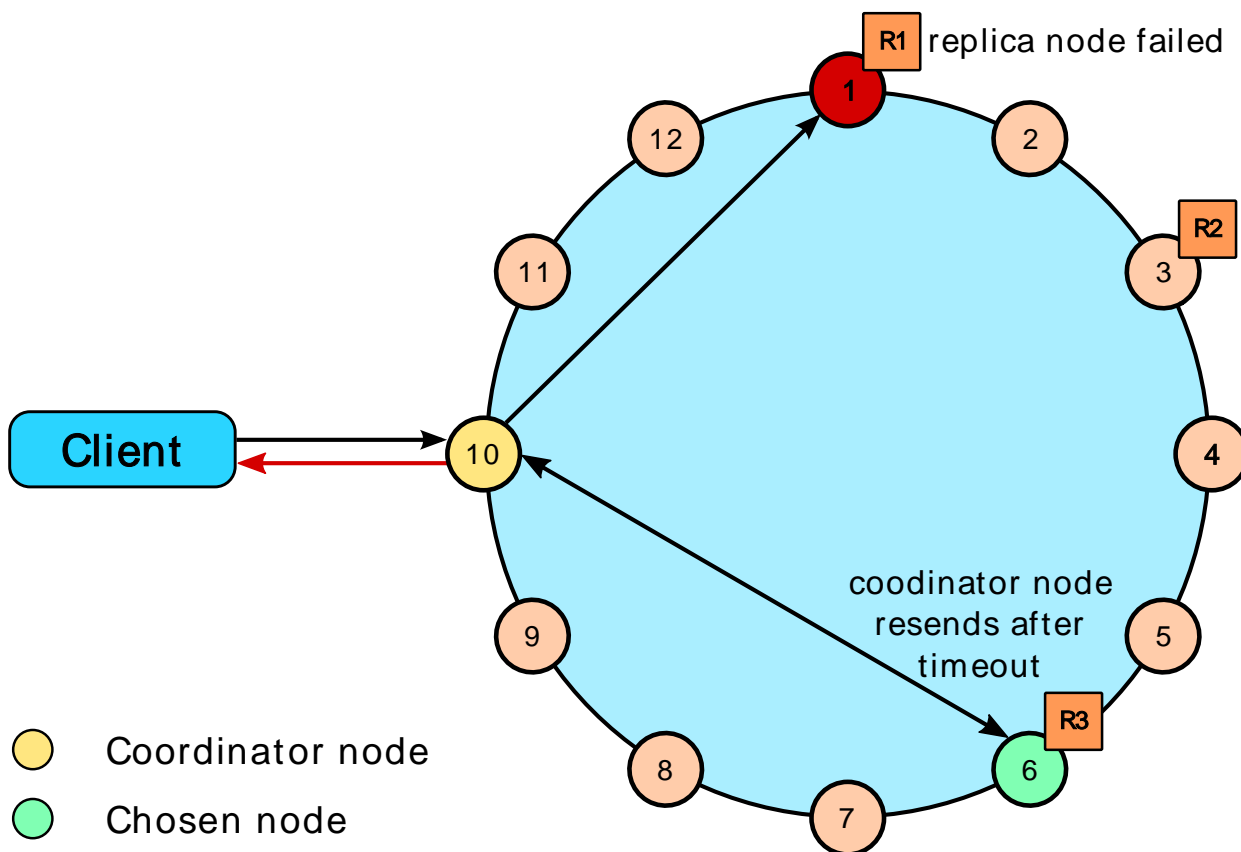 R1 replica node failed
1
12
2
R2
11
3
Client
10
4
coodinator node
resends after
timeout
9
5
R3
Coordinator node
8
6
7
Chosen node